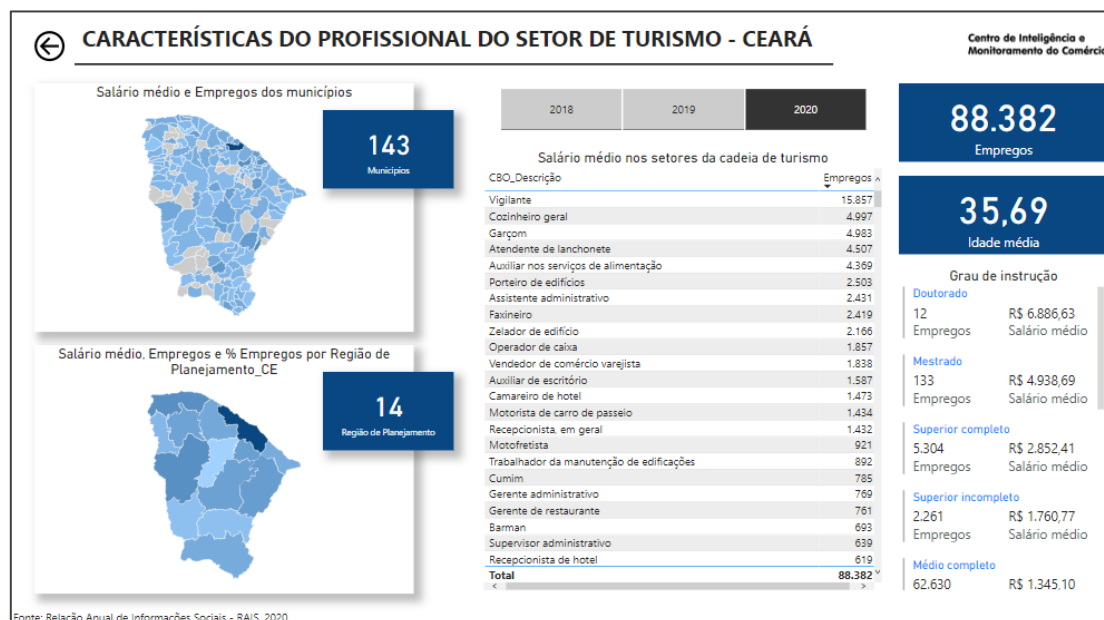 CARACTERÍSTICAS DO PROFISSIONAL DO SETOR DE TURISMO - CEARÁ
Centro de Inteligência e
Monitoramento do Comércio
Salário médio e Empregos dos municípios
143
Municípios
Salário médio, Empregos e % Empregos por Região de
Planejamento_CE
14
Região de Planejamento
2018 2019 2020
Salário médio nos setores da cadeia de turismo
CBO_Descrição Empregos
Vigilante 15.857
Cozinheiro geral 4.997
Garçom 4.983
Atendente de lanchonete 4.507
Auxiliar nos serviços de alimentação 4.369
Porteiro de edifícios 2.503
Assistente administrativo 2.431
Faxineiro 2.419
Zelador de edifício 2.166
Operador de caixa 1.857
Vendedor de comércio varejista 1.838
Auxiliar de escritório 1.587
Camareiro de hotel 1.473
Motorista de carro de passeio 1.434
Recepcionista, em geral 1.432
Motofretista 921
Trabalhador da manutenção de edificações 892
Cumim 785
Gerente administrativo 769
Gerente de restaurante 761
Barman 693
Supervisor administrativo 639
Recepcionista de hotel 619
Total 88.382
88.382
Empregos
35,69
Idade média
Grau de instrução
Doutorado
12 R$ 6.886,63
Empregos Salário médio
Mestrado
133 R$ 4.938,69
Empregos Salário médio
Superior completo
5.304 R$ 2.852,41
Empregos Salário médio
Superior incompleto
2.261 R$ 1.760,77
Empregos Salário médio
Médio completo
62.630 R$ 1.345,10
Fonte: Relação Anual de Informações Sociais - RAIS, 2020